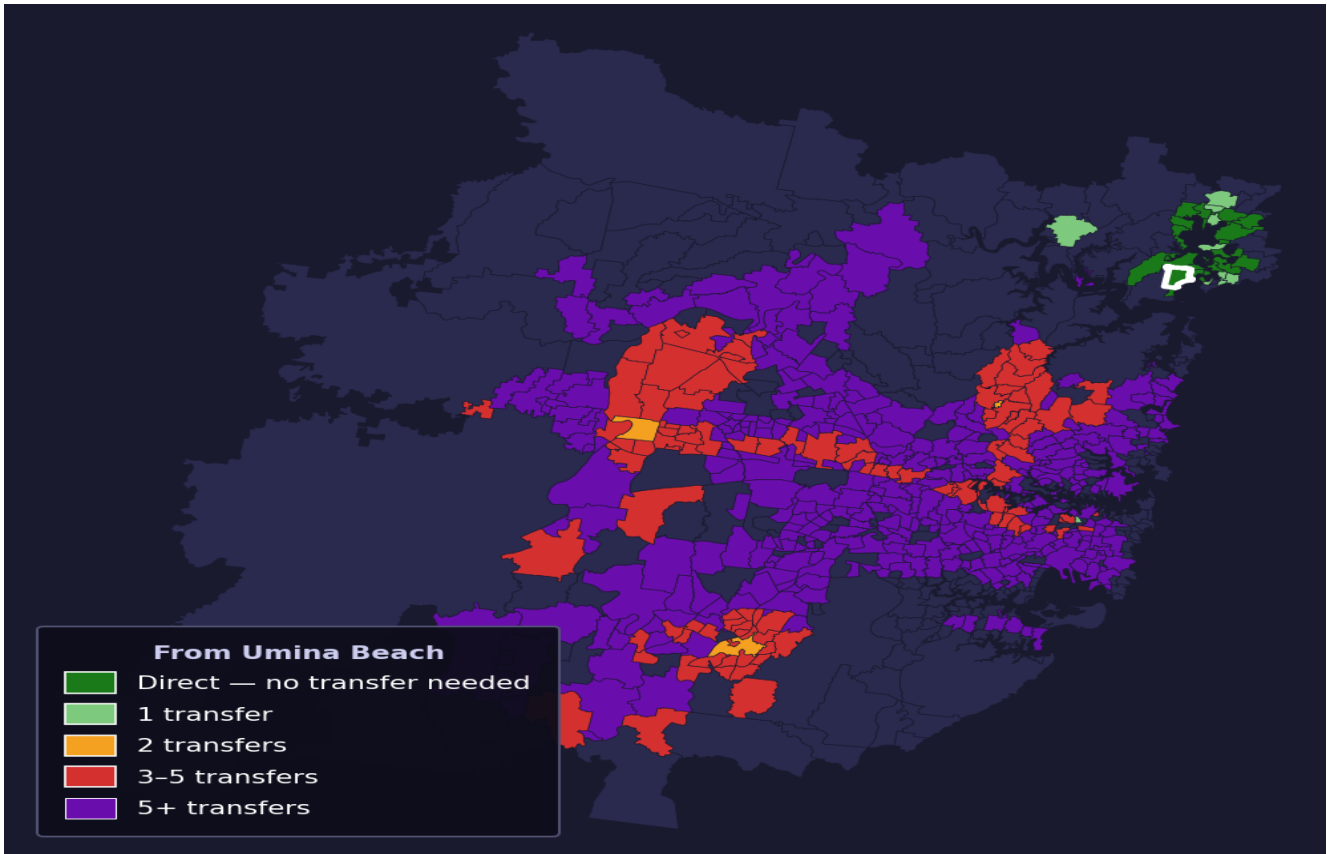 From Umina Beach
Direct — no transfer needed
1 transfer
2 transfers
3–5 transfers
5+ transfers